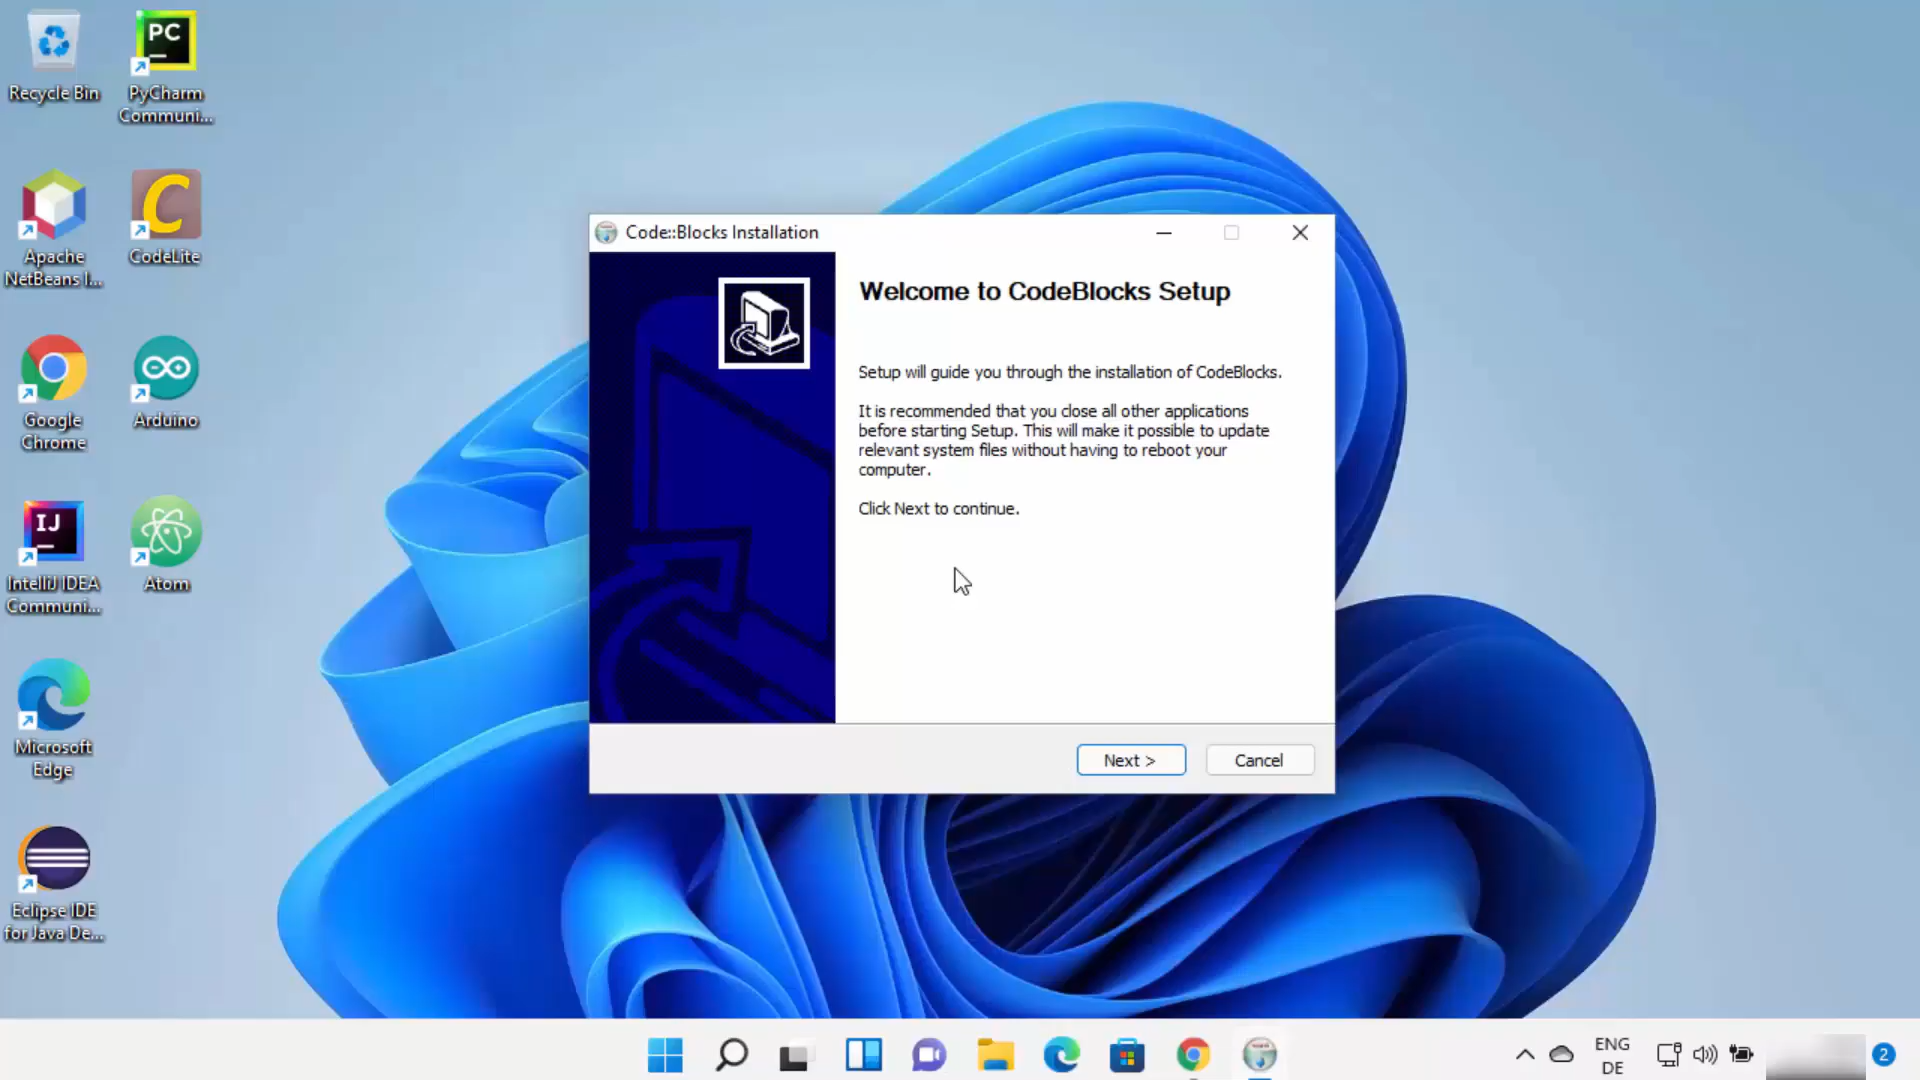 Recycle Bin
PC
PyCharm
Communi...
Apache
NetBeans I...
C
CodeLite
Google
Chrome
Arduino
IJ
IntelliJ IDEA
Communi...
Atom
Microsoft
Edge
Eclipse IDE
for Java De...
Code::Blocks Installation
Welcome to CodeBlocks Setup
Setup will guide you through the installation of CodeBlocks.
It is recommended that you close all other applications
before starting Setup. This will make it possible to update
relevant system files without having to reboot your
computer.
Click Next to continue.
Next >
Cancel
ENG
DE
2